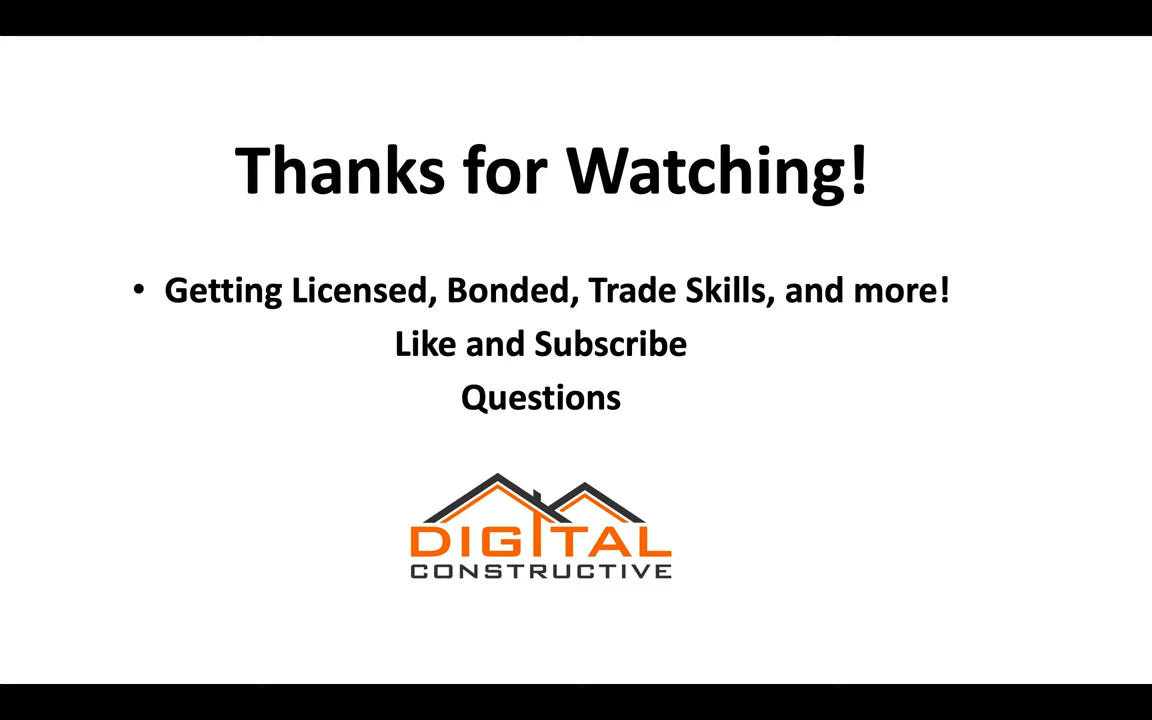 Thanks for Watching!
• Getting Licensed, Bonded, Trade Skills, and more!
Like and Subscribe
Questions
DIGITAL
CONSTRUCTIVE